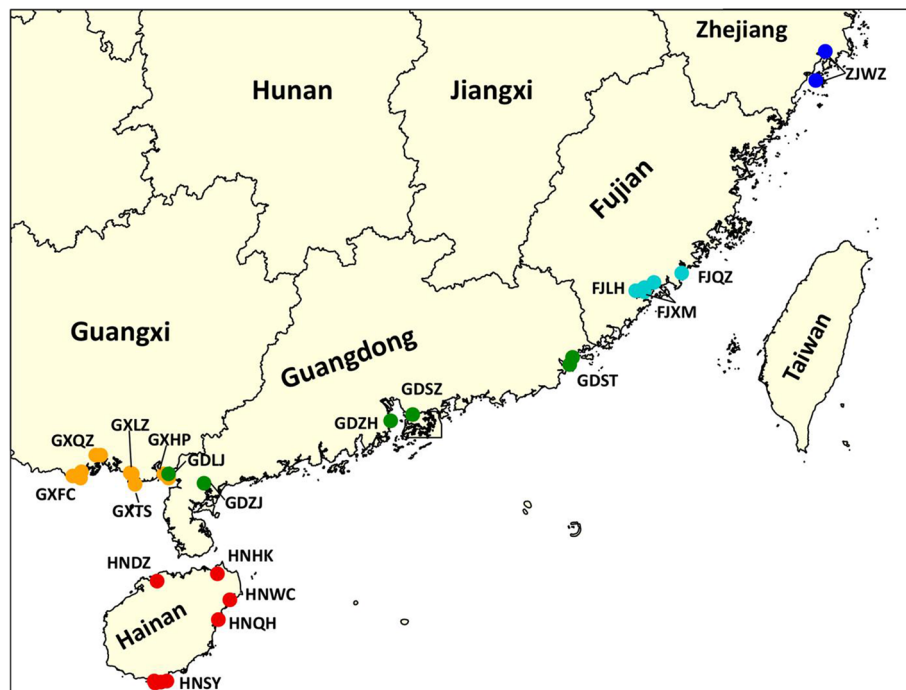 Zhejiang
ZJWZ
Hunan
Jiangxi
Fujian
FJQZ
FJLH
FJXM
Guangxi
Guangdong
Taiwan
GDST
GDSZ
GDZH
GXLZ
GXQZ
GXHP
GDLJ
GXFC
GXTS
GDZJ
HNDZ
HNHK
HNWC
HNQH
Hainan
HNSY